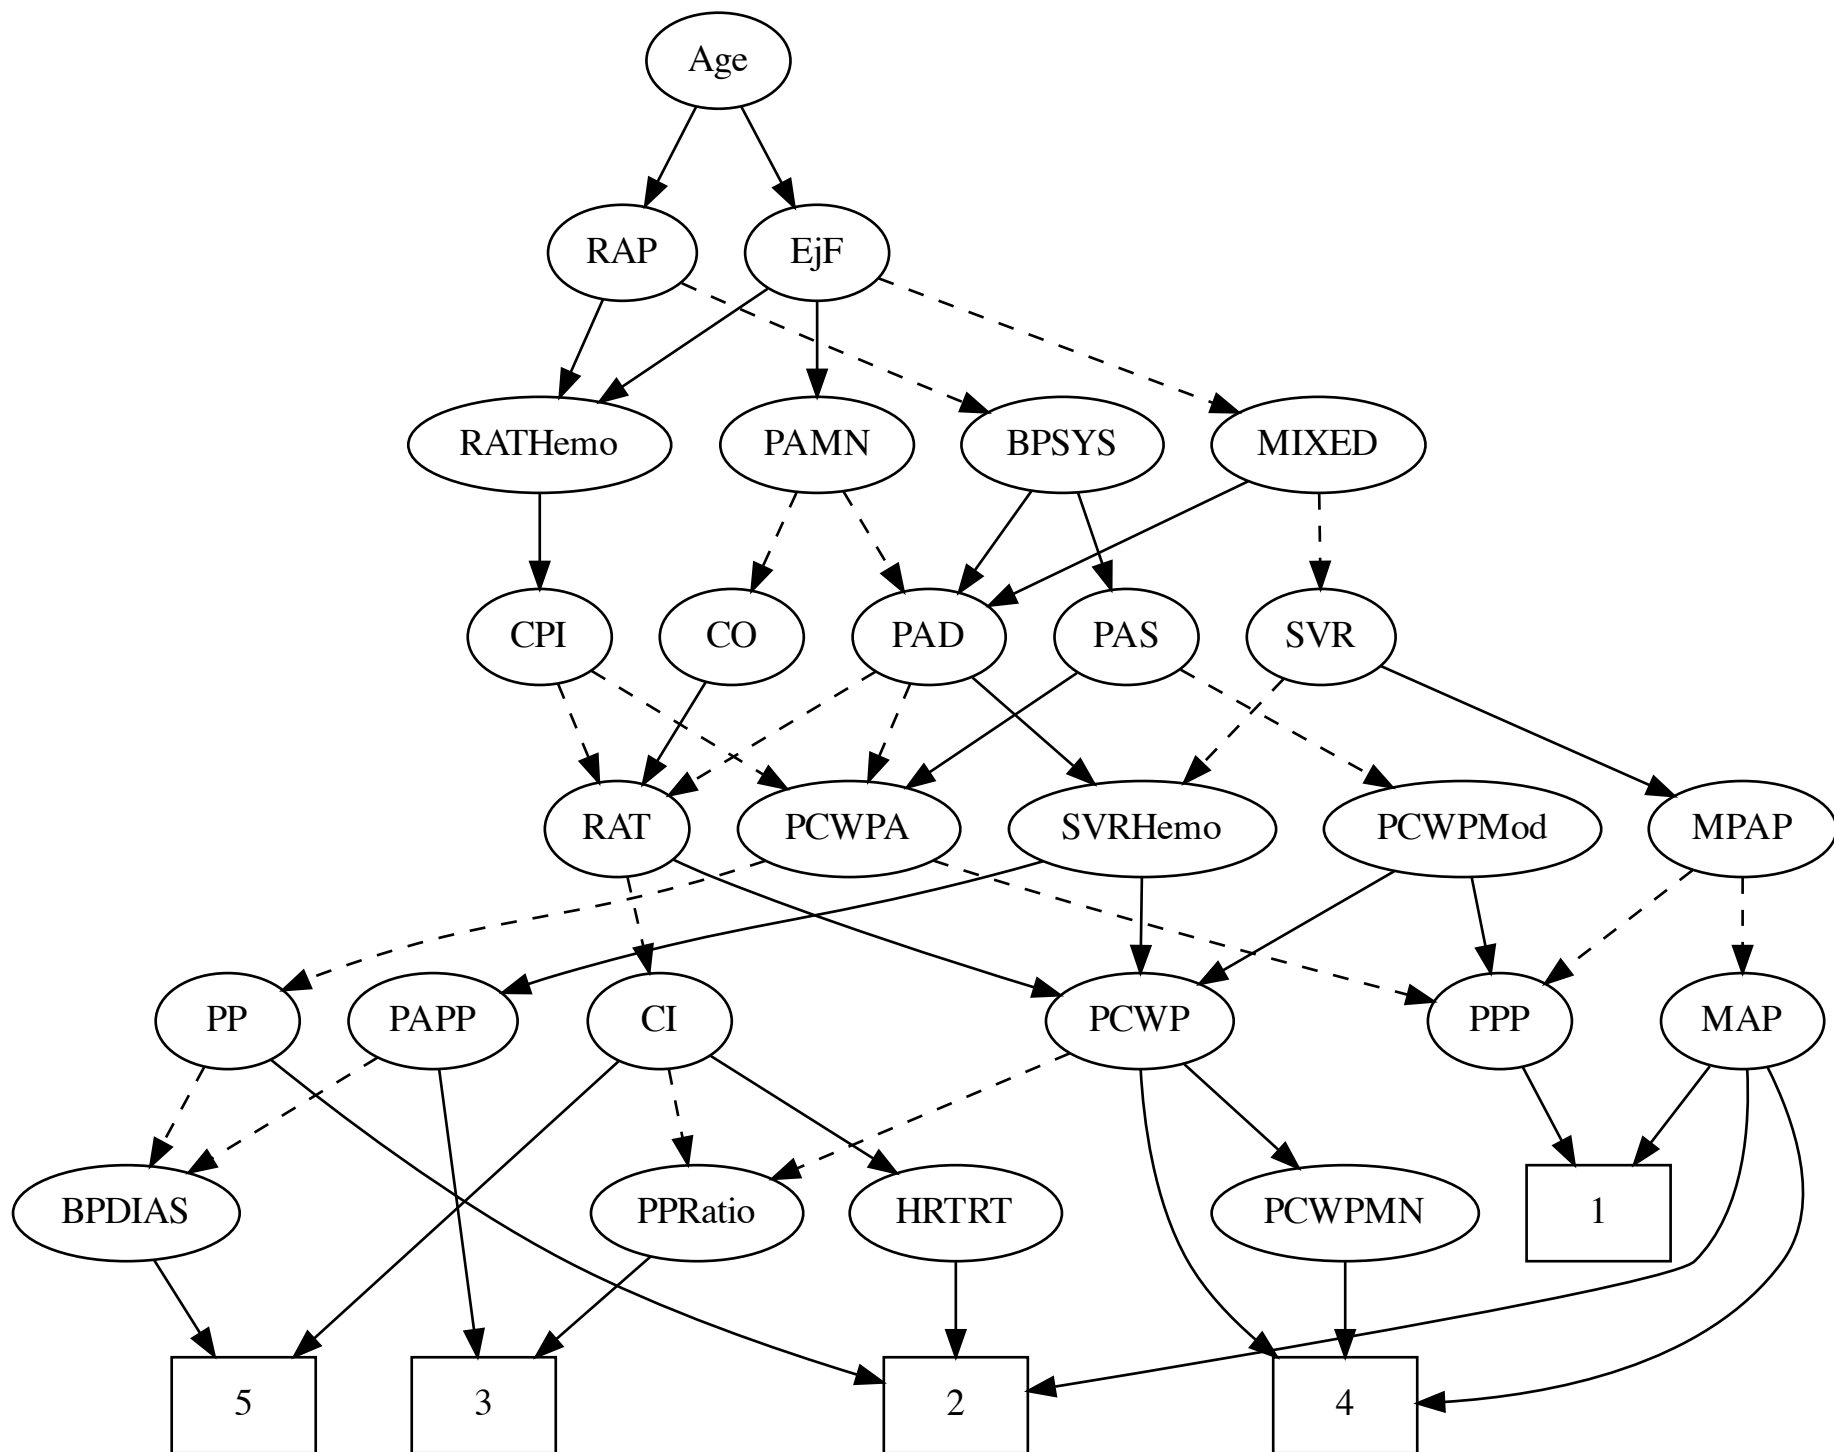 Age
RAP
EjF
RATHemo
PAMN
BPSYS
MIXED
CPI
CO
PAD
PAS
SVR
RAT
PCWPA
SVRHemo
PCWPMod
MPAP
PP
PAPP
CI
PCWP
PPP
MAP
BPDIAS
PPRatio
HRTRT
PCWPMN
1
5
3
2
4